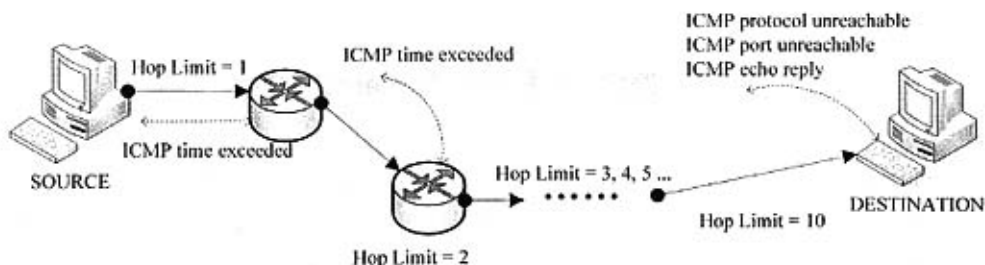 ICMP protocol unreachable
ICMP port unreachable
ICMP echo reply
ICMP time exceeded
Hop Limit = 1
ICMP time exceeded
SOURCE
Hop Limit = 3, 4, 5 ...
Hop Limit = 10
DESTINATION
Hop Limit = 2